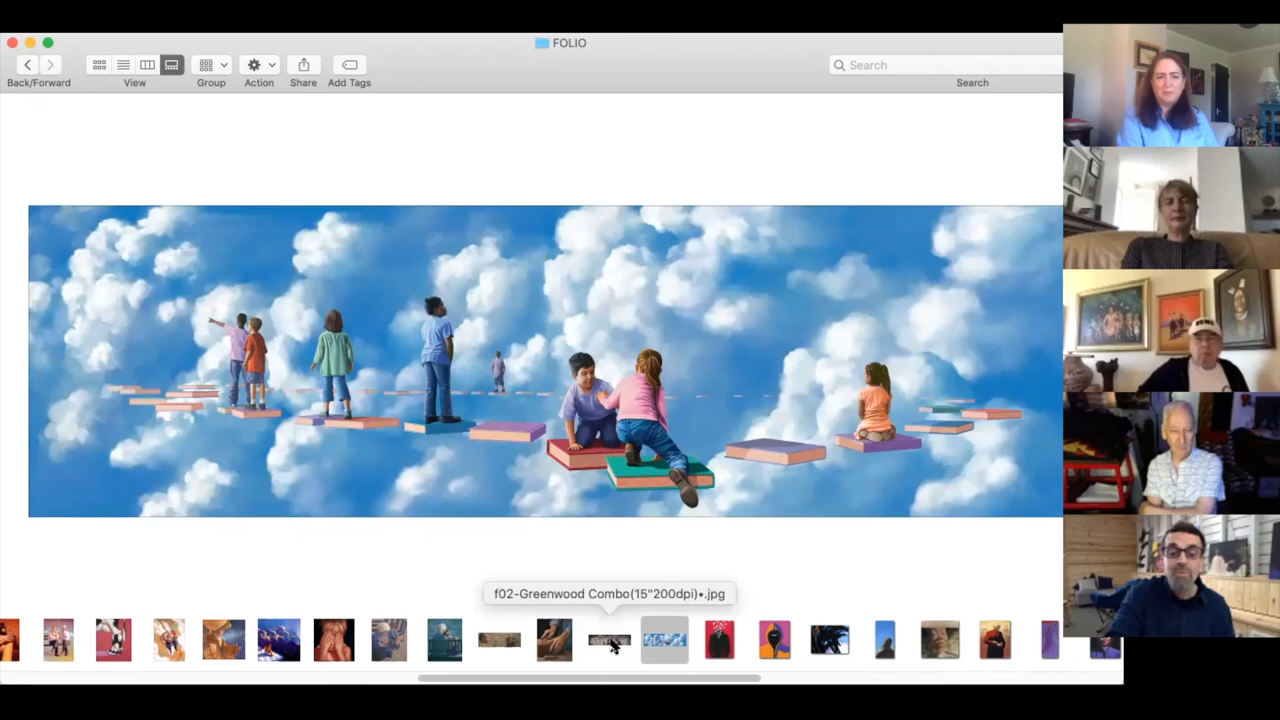 FOLIO
Search
Back/Forward
View
Group
Action
Share
Add Tags
Search
f02-Greenwood Combo(15"200dpi)•.jpg